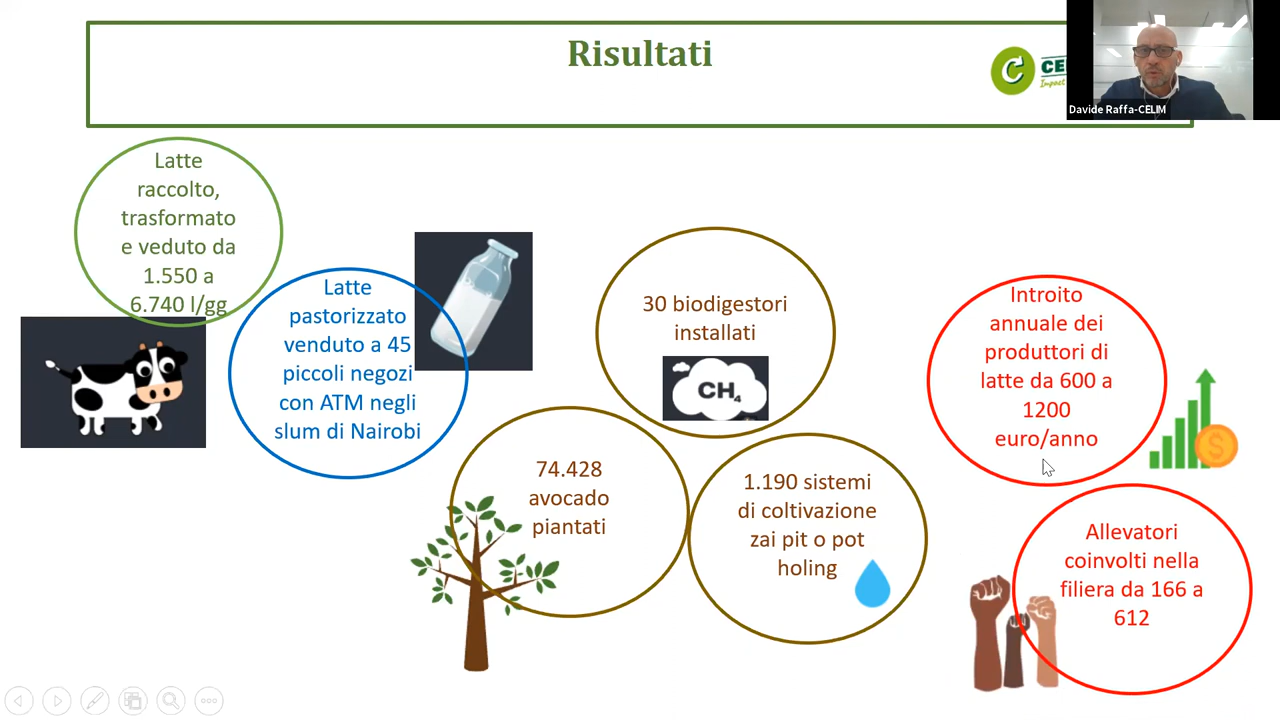 Risultati
C
Davide Raffa-CELIM
Latte
raccolto,
trasformato
e veduto da
1.550 a
6.740 l/gg
Latte
pastorizzato
venduto a 45
piccoli negozi
con ATM negli
slum di Nairobi
30 biodigestori
installati
CH4
74.428
avocado
piantati
1.190 sistemi
di coltivazione
zai pit o pot
holing
Introito
annuale dei
produttori di
latte da 600 a
1200
euro/anno
$
Allevatori
coinvolti nella
filiera da 166 a
612